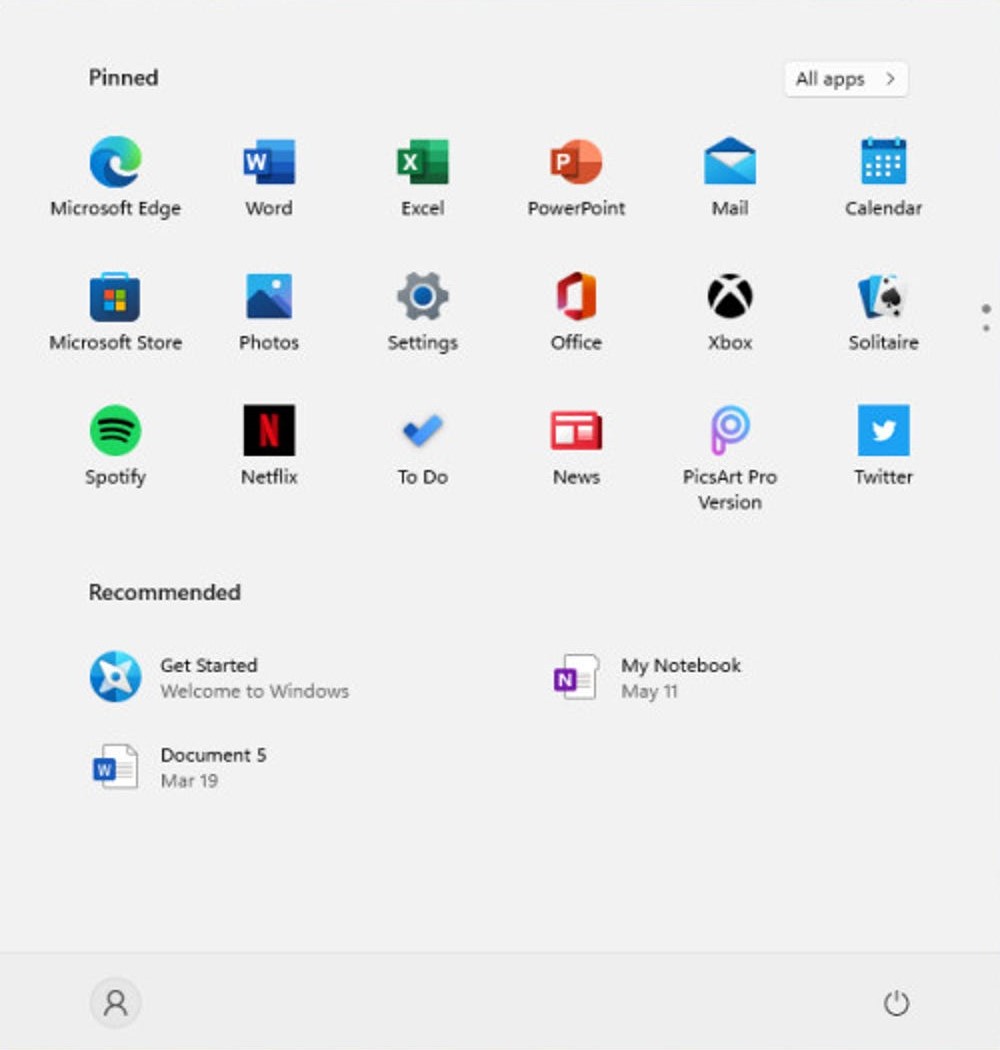 Pinned
All apps
Microsoft Edge
Word
Excel
PowerPoint
Mail
Calendar
Microsoft Store
Photos
Settings
Office
Xbox
Solitaire
Spotify
Netflix
To Do
News
PicsArt Pro
Version
Twitter
Recommended
Get Started
Welcome to Windows
My Notebook
May 11
Document 5
Mar 19